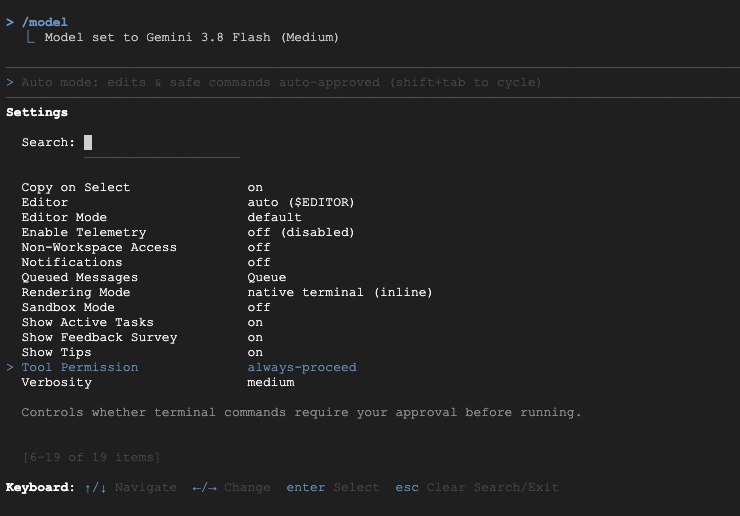 > /model
⎿ Model set to Gemini 3.8 Flash (Medium)
> Auto mode: edits & safe commands auto-approved (shift+tab to cycle)
Settings
Search:
Copy on Select on
Editor auto ($EDITOR)
Editor Mode default
Enable Telemetry off (disabled)
Non-Workspace Access off
Notifications off
Queued Messages Queue
Rendering Mode native terminal (inline)
Sandbox Mode off
Show Active Tasks on
Show Feedback Survey on
Show Tips on
> Tool Permission always-proceed
Verbosity medium
Controls whether terminal commands require your approval before running.
[6-19 of 19 items]
Keyboard: ↑/↓ Navigate ←/→ Change enter Select esc Clear Search/Exit